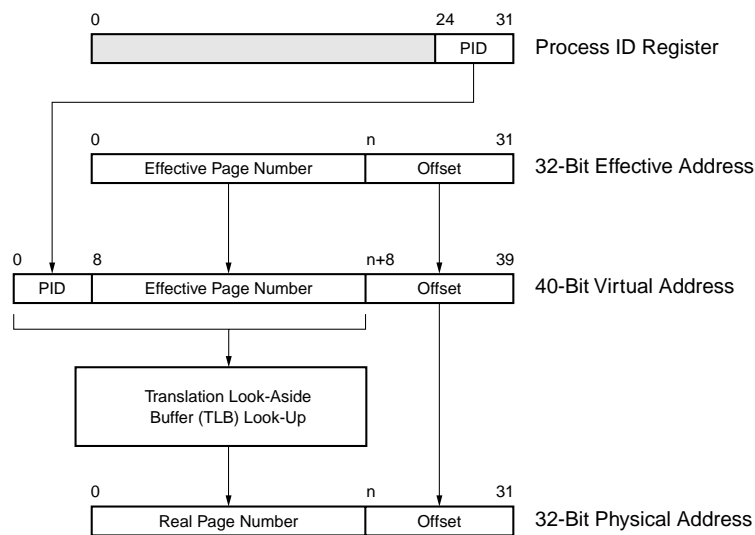 0 24 31
PID Process ID Register
0 n 31
Effective Page Number Offset 32-Bit Effective Address
0 8 n+8 39
PID Effective Page Number Offset 40-Bit Virtual Address
Translation Look-Aside
Buffer (TLB) Look-Up
0 n 31
Real Page Number Offset 32-Bit Physical Address